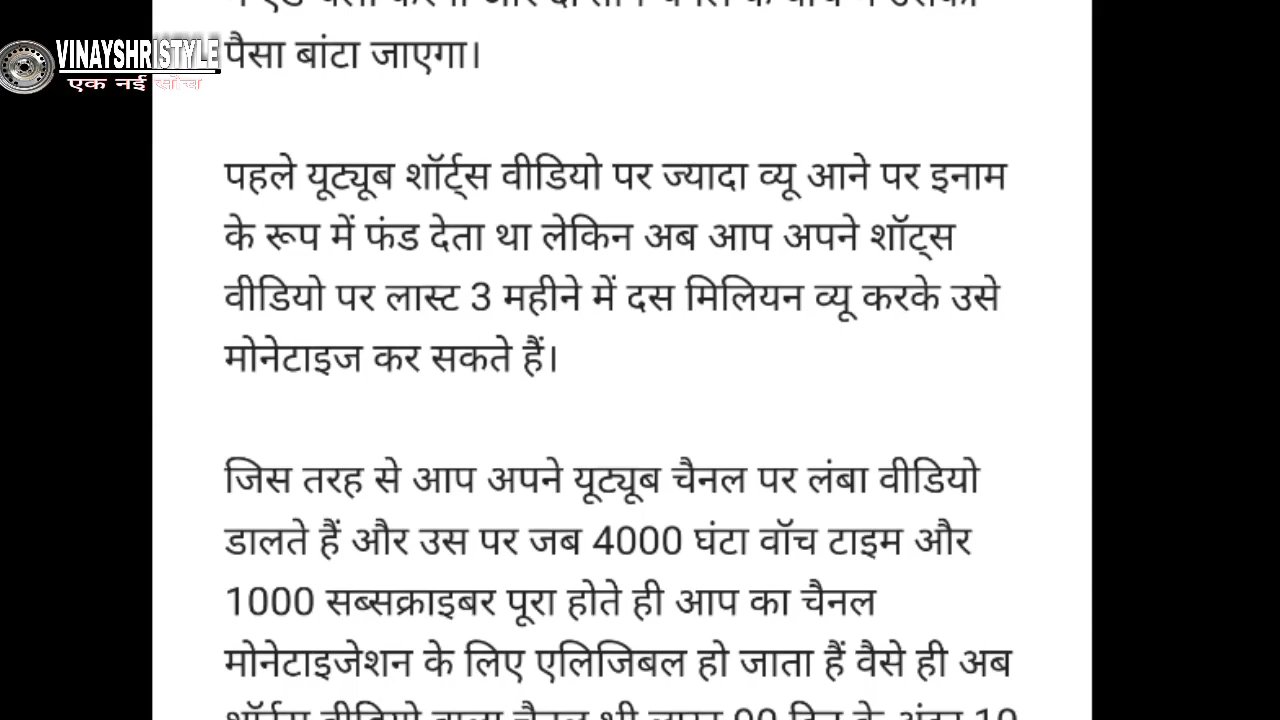 VINAYSHRISTYLE
एक नई सोच
पैसा बांटा जाएगा।
पहले यूट्यूब शॉर्ट्स वीडियो पर ज्यादा व्यू आने पर इनाम
के रूप में फंड देता था लेकिन अब आप अपने शॉट्स
वीडियो पर लास्ट 3 महीने में दस मिलियन व्यू करके उसे
मोनेटाइज कर सकते हैं।
जिस तरह से आप अपने यूट्यूब चैनल पर लंबा वीडियो
डालते हैं और उस पर जब 4000 घंटा वॉच टाइम और
1000 सब्सक्राइबर पूरा होते ही आप का चैनल
मोनेटाइजेशन के लिए एलिजिबल हो जाता हैं वैसे ही अब